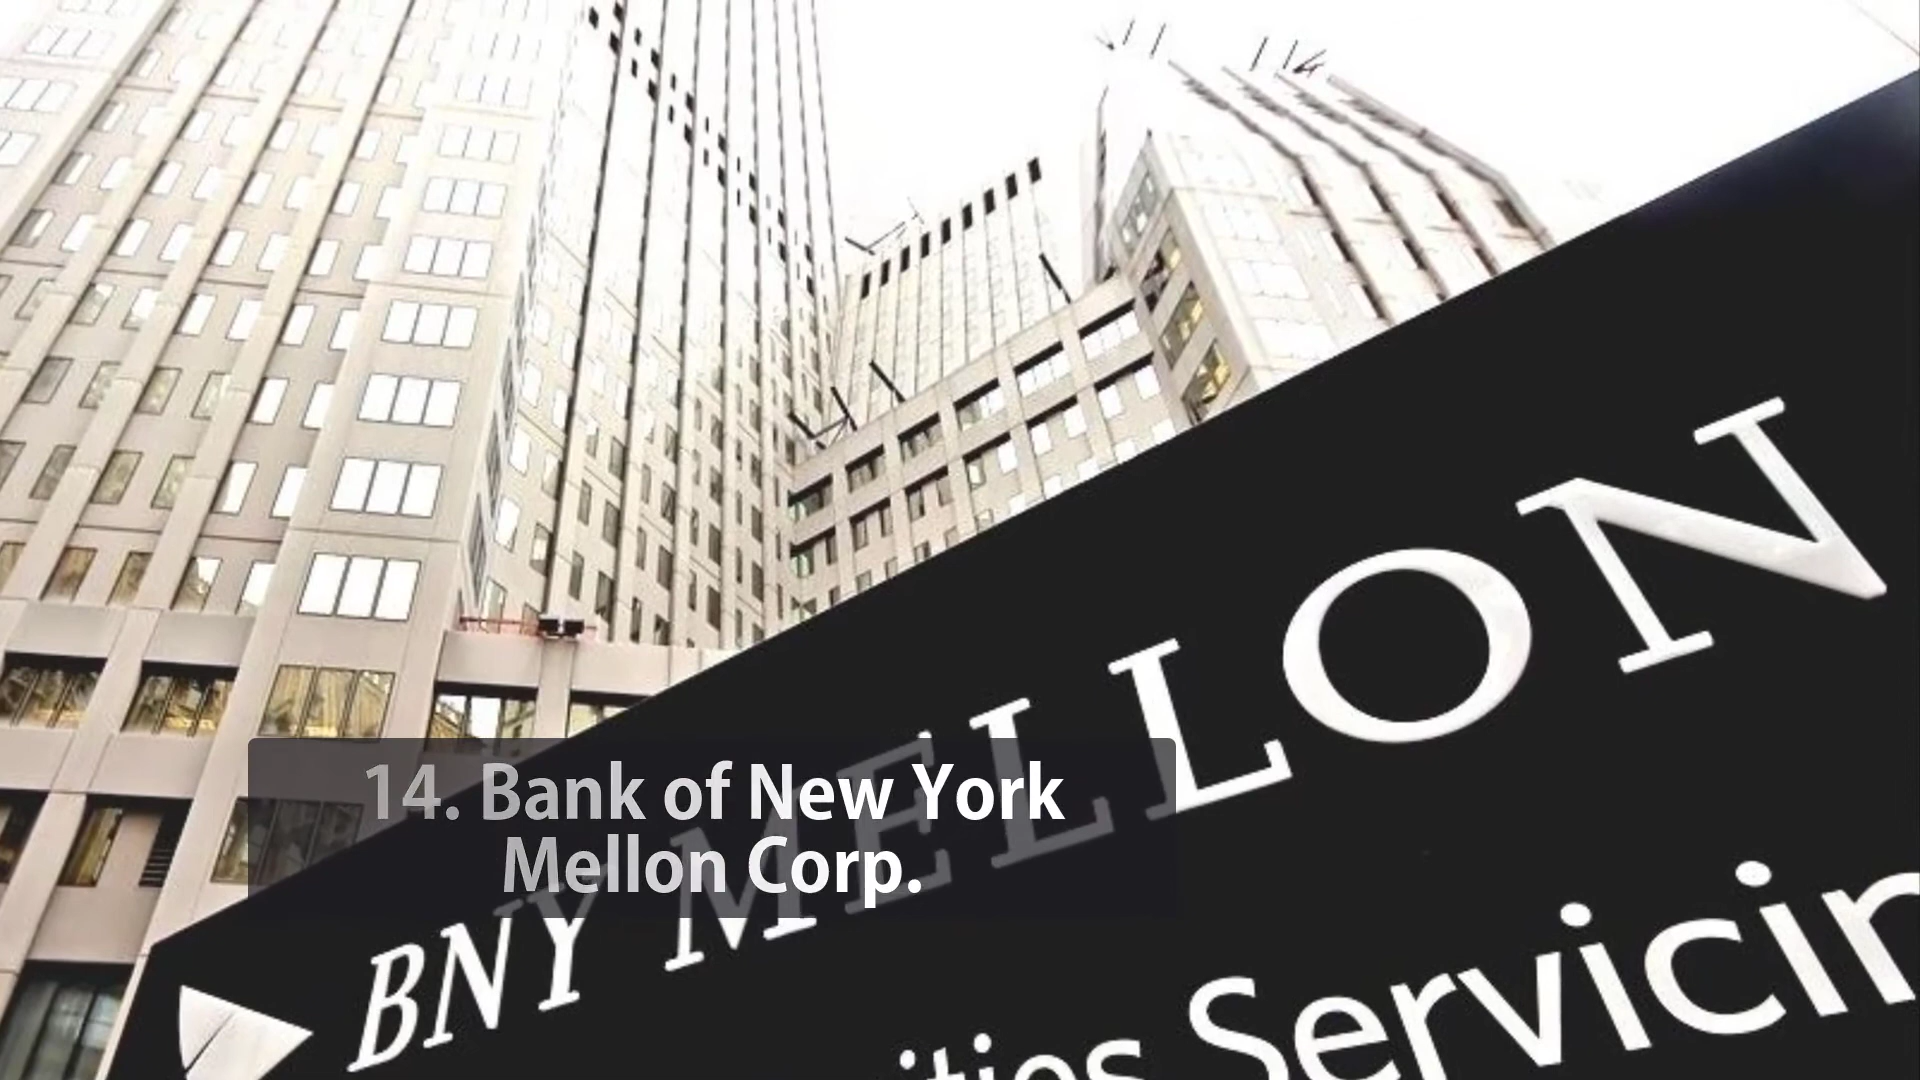 14. Bank of New York
Mellon Corp.
BNY MELLON
Servicin